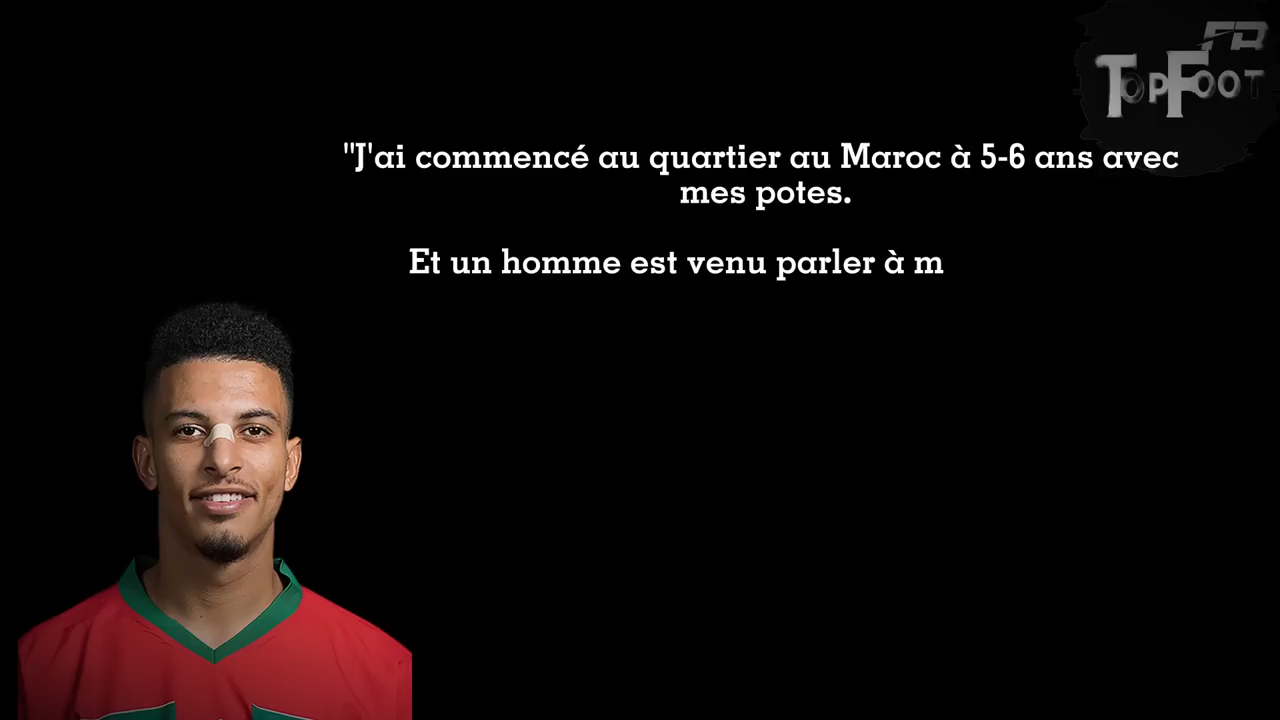 FR
TOPFOOT
"J'ai commencé au quartier au Maroc à 5-6 ans avec
mes potes.
Et un homme est venu parler à m